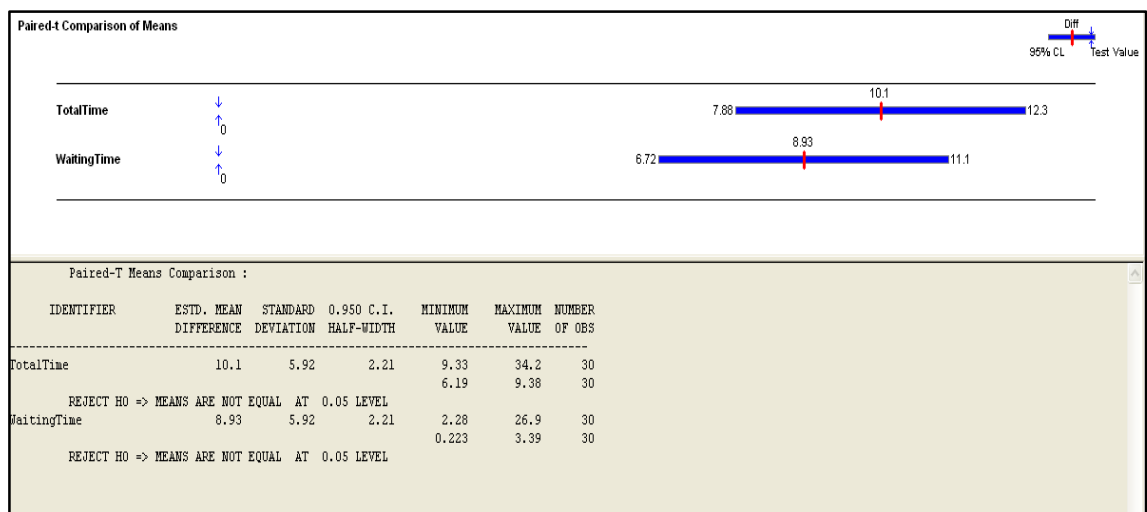 Paired-t Comparison of Means
Diff
95% CL Test Value
10.1
TotalTime 7.88 12.3
0
8.93
WaitingTime 6.72 11.1
0
Paired-T Means Comparison :
IDENTIFIER ESTD. MEAN STANDARD 0.950 C.I. MINIMUM MAXIMUM NUMBER
DIFFERENCE DEVIATION HALF-WIDTH VALUE VALUE OF OBS
TotalTime 10.1 5.92 2.21 9.33 34.2 30
6.19 9.38 30
REJECT HO => MEANS ARE NOT EQUAL AT 0.05 LEVEL
WaitingTime 8.93 5.92 2.21 2.28 26.9 30
0.223 3.39 30
REJECT HO => MEANS ARE NOT EQUAL AT 0.05 LEVEL